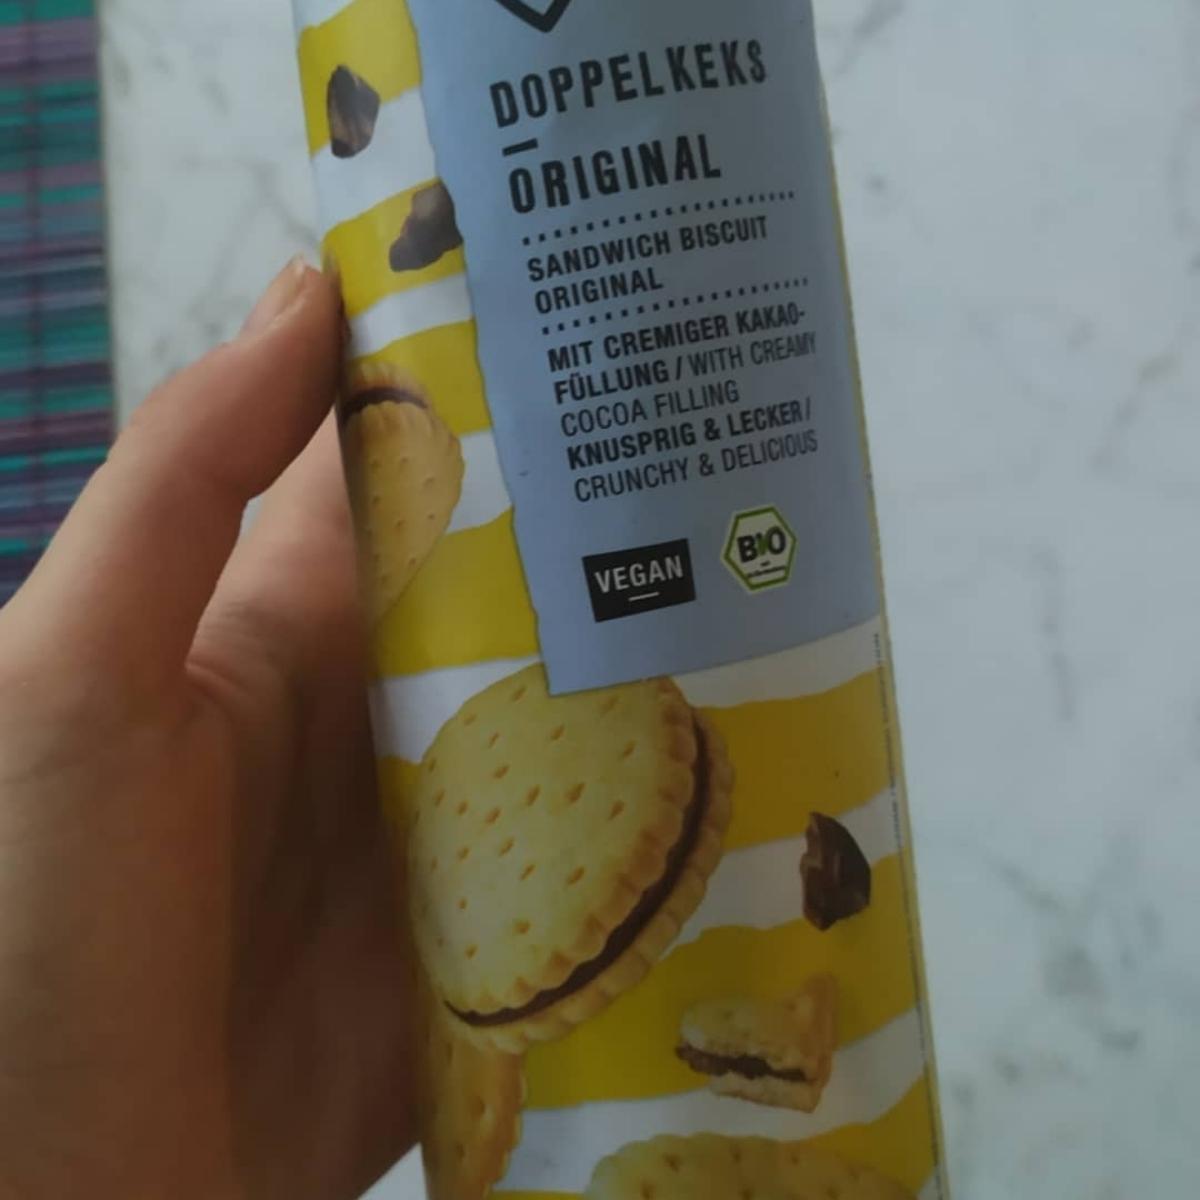 DOPPELKEKS
ORIGINAL
SANDWICH BISCUIT
ORIGINAL
MIT CREMIGER KAKAO-
FÜLLUNG / WITH CREAMY
COCOA FILLING
KNUSPRIG & LECKER /
CRUNCHY & DELICIOUS
VEGAN
BIO